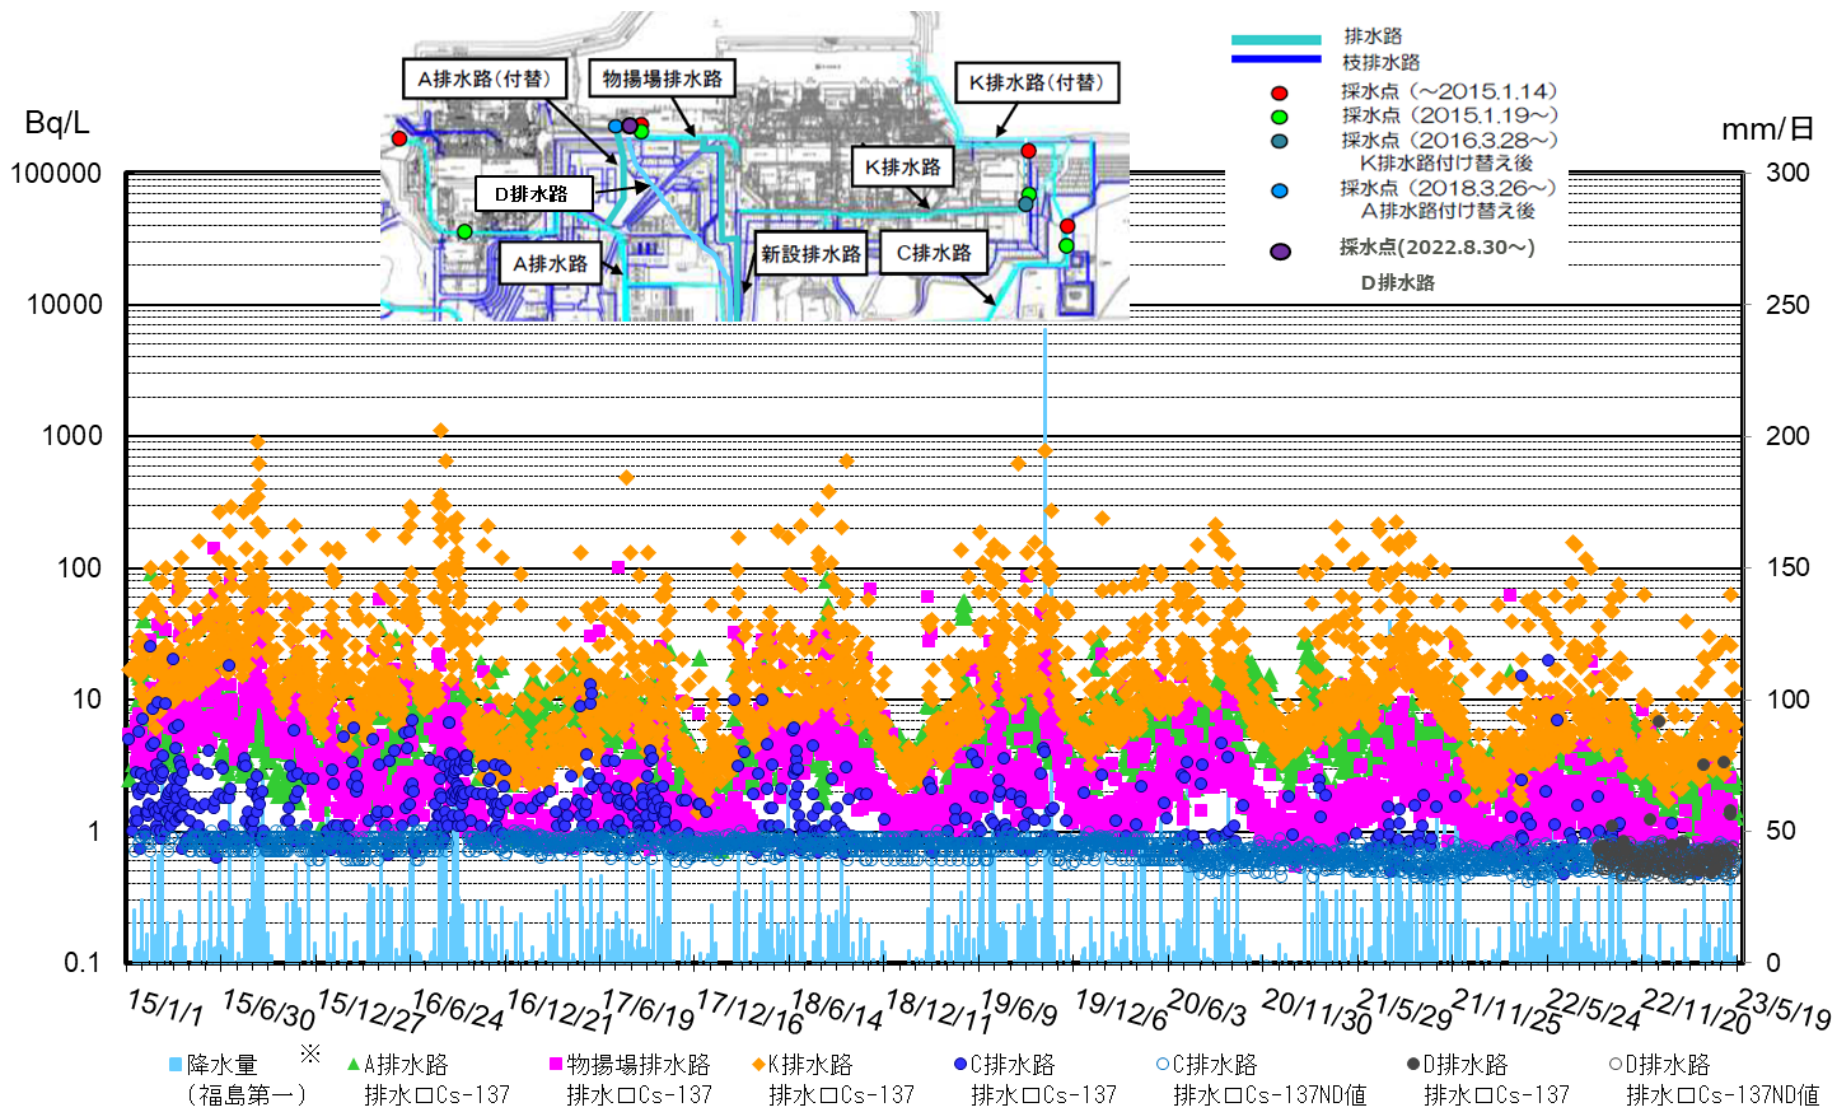 A排水路(付替)
物揚場排水路
K排水路(付替)
D排水路
K排水路
A排水路
新設排水路
C排水路
排水路
枝排水路
採水点（～2015.1.14）
採水点（2015.1.19～）
採水点（2016.3.28～）
K排水路付け替え後
採水点（2018.3.26～）
A排水路付け替え後
採水点(2022.8.30～)
D排水路
Bq/L
mm/日
100000
10000
1000
100
10
1
0.1
300
250
200
150
100
50
0
15/1/1
15/6/30
15/12/27
16/6/24
16/12/21
17/6/19
17/12/16
18/6/14
18/12/11
19/6/9
19/12/6
20/6/3
20/11/30
21/5/29
21/11/25
22/5/24
22/11/20
23/5/19
降水量 ※
(福島第一)
A排水路
排水口Cs-137
物揚場排水路
排水口Cs-137
K排水路
排水口Cs-137
C排水路
排水口Cs-137
C排水路
排水口Cs-137ND値
D排水路
排水口Cs-137
D排水路
排水口Cs-137ND値